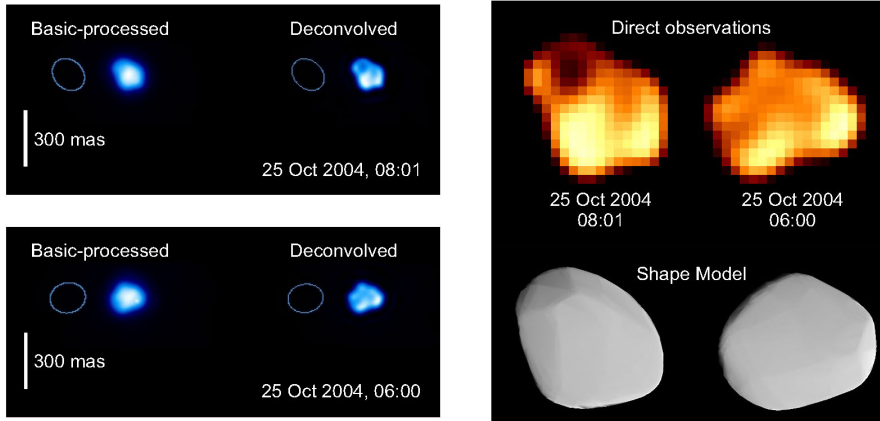 Basic-processed
Deconvolved
300 mas
25 Oct 2004, 08:01
Basic-processed
Deconvolved
300 mas
25 Oct 2004, 06:00
Direct observations
25 Oct 2004
08:01
25 Oct 2004
06:00
Shape Model